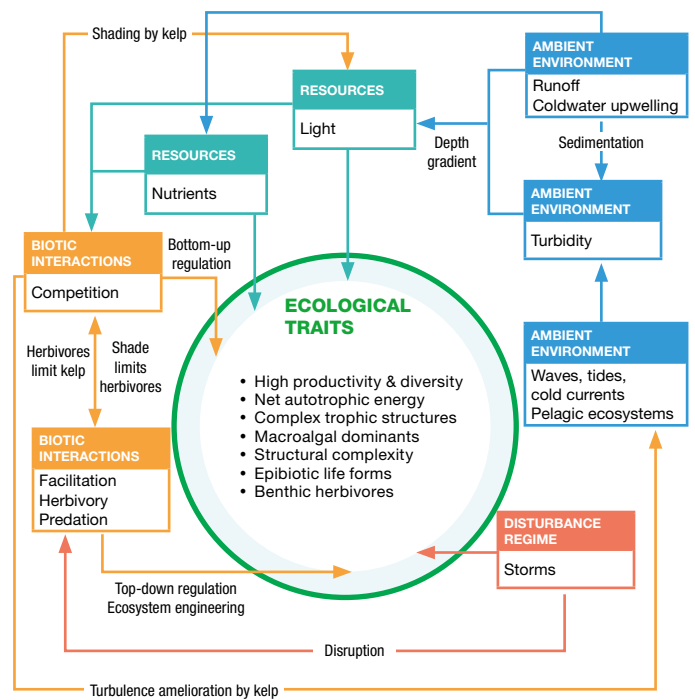 Shading by kelp
AMBIENT
ENVIRONMENT
Runoff
Coldwater upwelling
RESOURCES
Light
Depth
gradient
Sedimentation
RESOURCES
Nutrients
AMBIENT
ENVIRONMENT
Turbidity
BIOTIC
INTERACTIONS
Competition
Bottom-up
regulation
ECOLOGICAL
TRAITS
• High productivity & diversity
• Net autotrophic energy
• Complex trophic structures
• Macroalgal dominants
• Structural complexity
• Epibiotic life forms
• Benthic herbivores
Herbivores
limit kelp
Shade
limits
herbivores
AMBIENT
ENVIRONMENT
Waves, tides,
cold currents
Pelagic ecosystems
BIOTIC
INTERACTIONS
Facilitation
Herbivory
Predation
DISTURBANCE
REGIME
Storms
Top-down regulation
Ecosystem engineering
Disruption
Turbulence amelioration by kelp